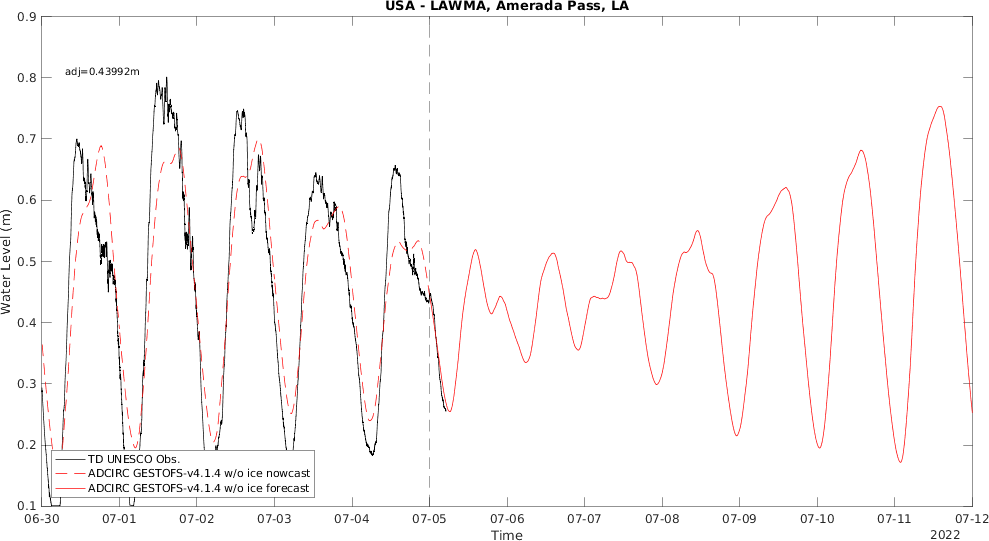 USA - LAWMA, Amerada Pass, LA
adj=0.43992m
Water Level (m)
0.9
0.8
0.7
0.6
0.5
0.4
0.3
0.2
0.1
TD UNESCO Obs.
ADCIRC GESTOFS-v4.1.4 w/o ice nowcast
ADCIRC GESTOFS-v4.1.4 w/o ice forecast
06-30 07-01 07-02 07-03 07-04 07-05 07-06 07-07 07-08 07-09 07-10 07-11 07-12
Time
2022